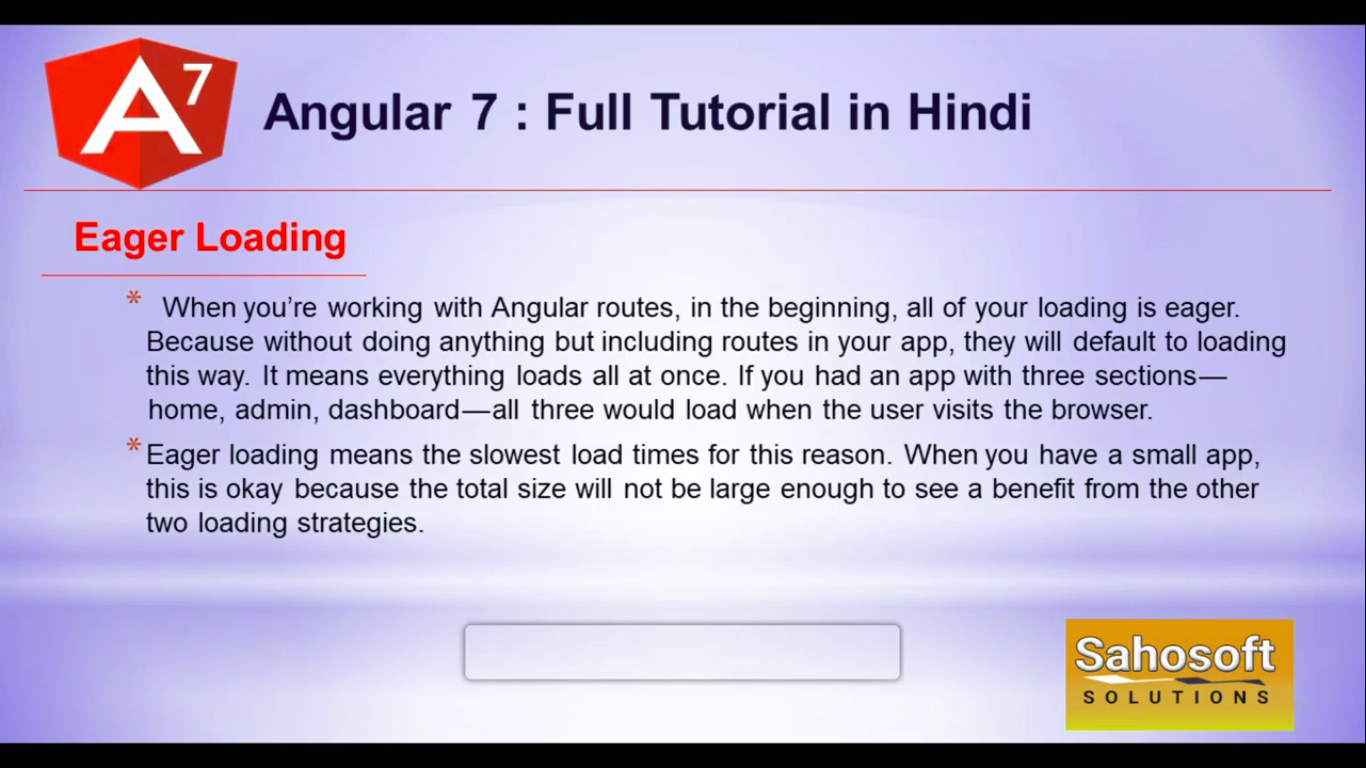 A7
Angular 7 : Full Tutorial in Hindi
Eager Loading
* When you’re working with Angular routes, in the beginning, all of your loading is eager.
Because without doing anything but including routes in your app, they will default to loading
this way. It means everything loads all at once. If you had an app with three sections—
home, admin, dashboard—all three would load when the user visits the browser.
* Eager loading means the slowest load times for this reason. When you have a small app,
this is okay because the total size will not be large enough to see a benefit from the other
two loading strategies.
Sahosoft
SOLUTIONS